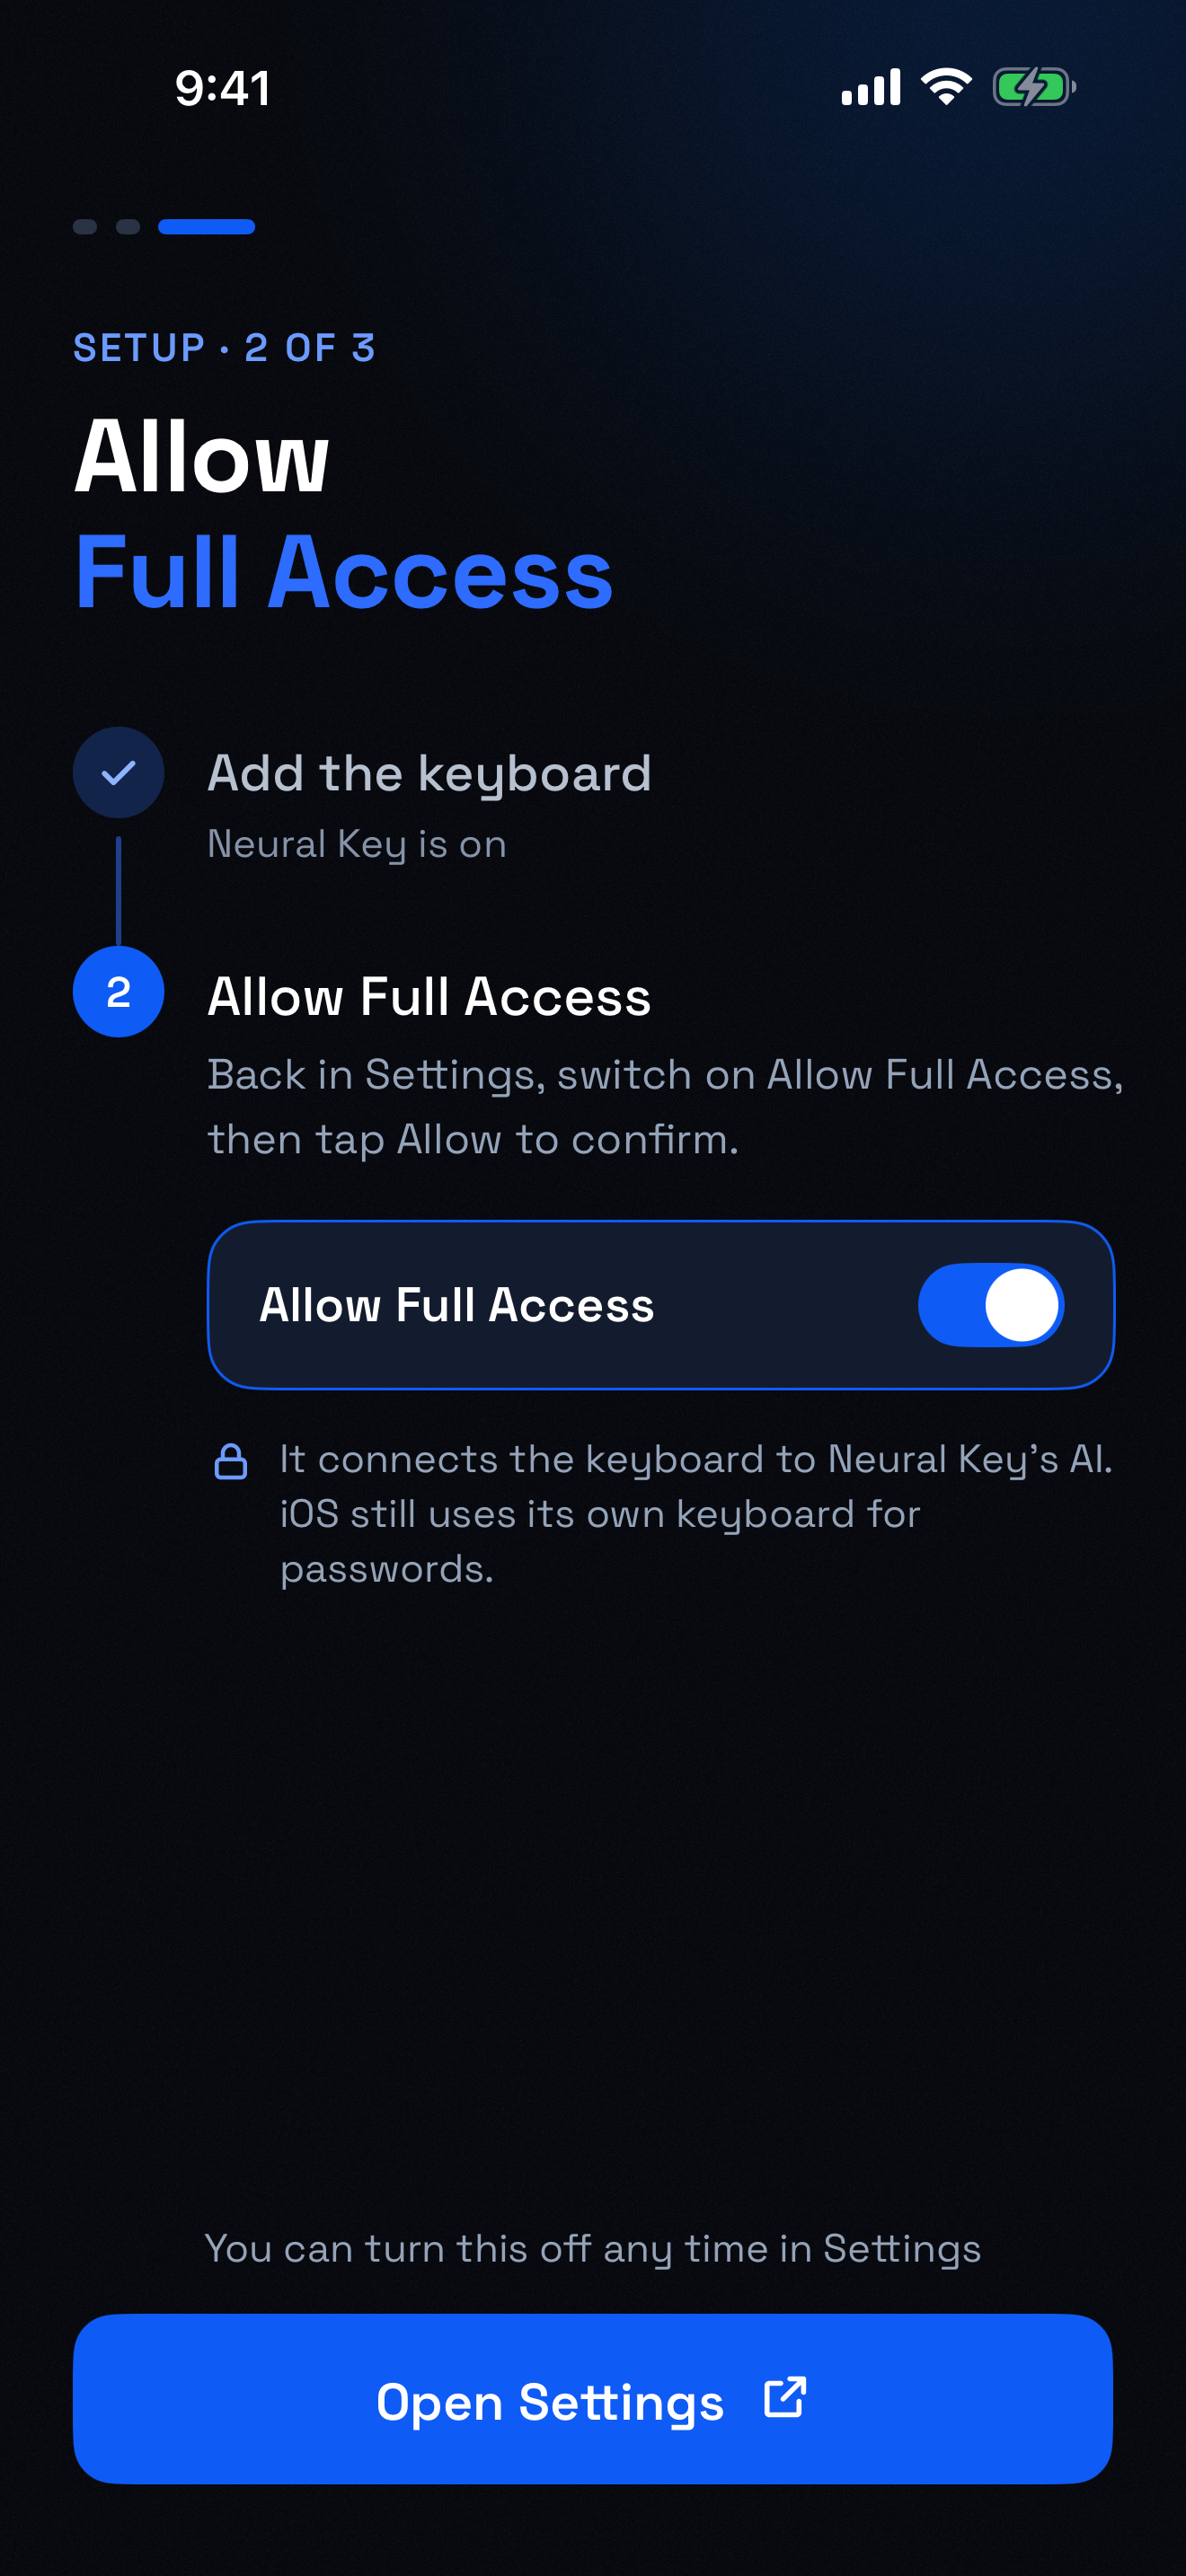 9:41
SETUP · 2 OF 3
Allow
Full Access
Add the keyboard
Neural Key is on
2
Allow Full Access
Back in Settings, switch on Allow Full Access,
then tap Allow to confirm.
Allow Full Access
It connects the keyboard to Neural Key’s AI.
iOS still uses its own keyboard for
passwords.
You can turn this off any time in Settings
Open Settings